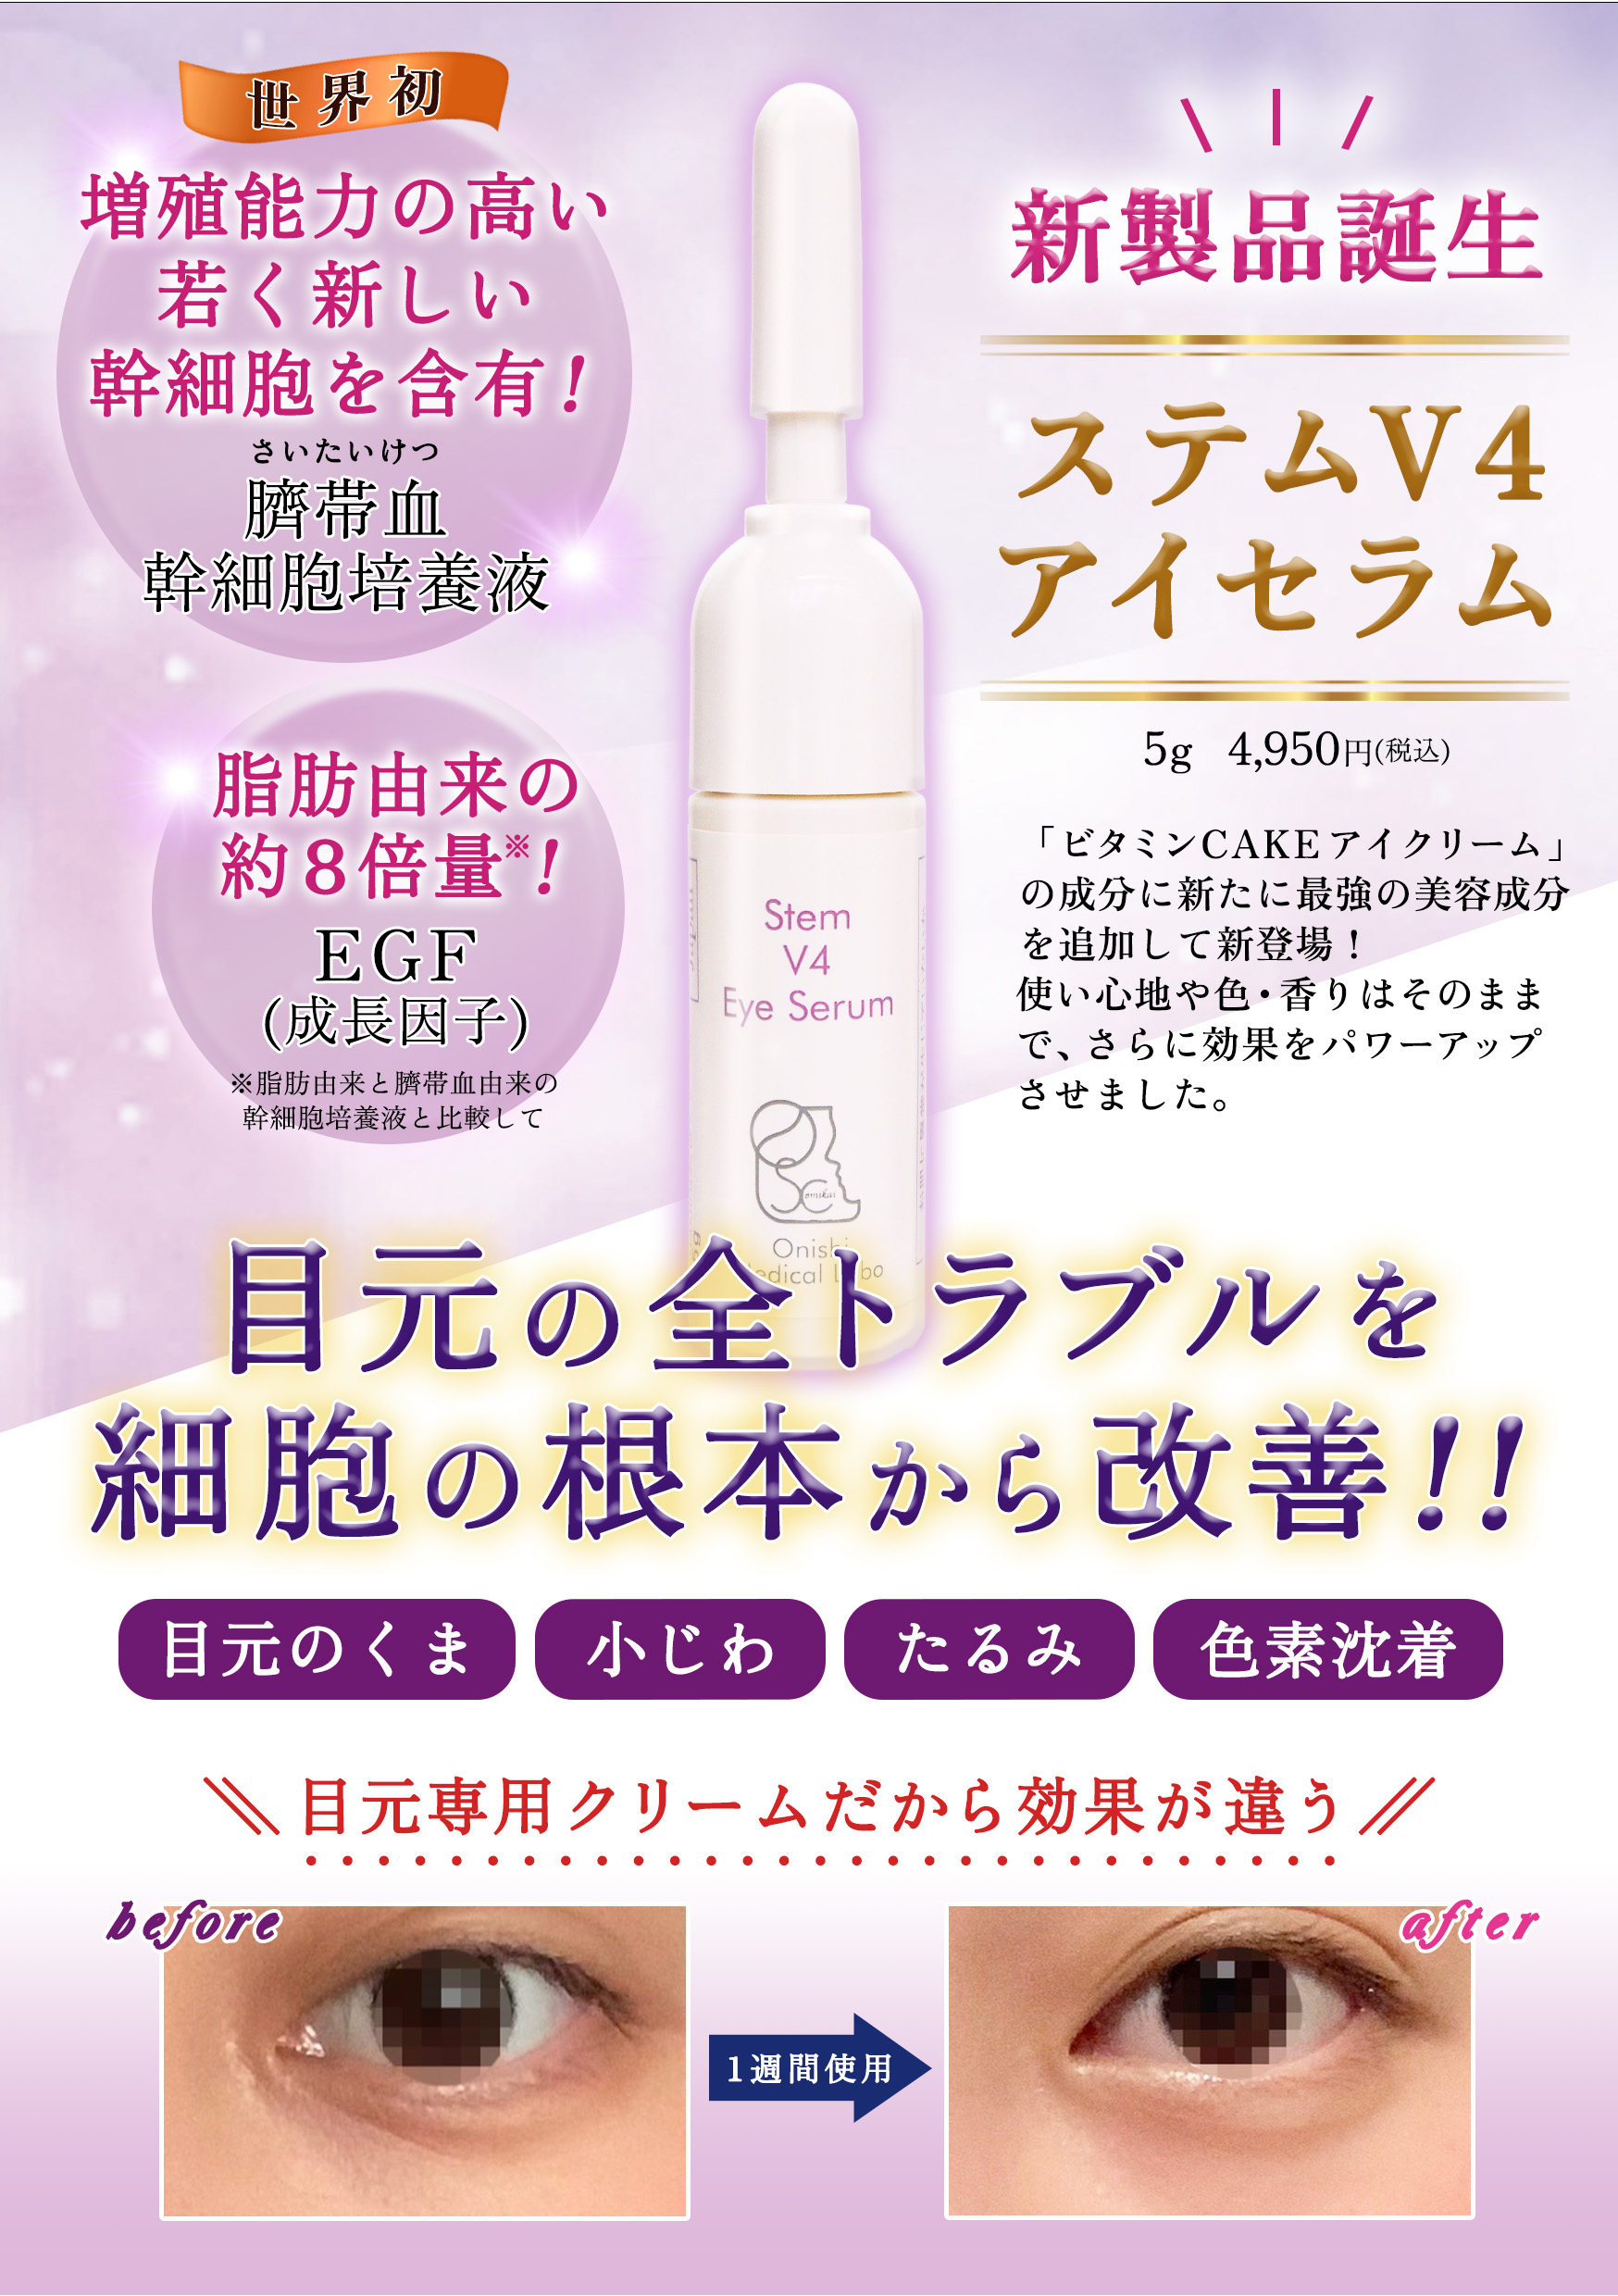 世界初
増殖能力の高い
若く新しい
幹細胞を含有!
さいたいけつ
臍帯血
幹細胞培養液
脂肪由来の
約8倍量※!
EGF
(成長因子)
※脂肪由来と臍帯血由来の
幹細胞培養液と比較して
新製品誕生
ステムV4
アイセラム
5g 4,950円(税込)
「ビタミンCAKEアイクリーム」
の成分に新たに最強の美容成分
を追加して新登場!
使い心地や色・香りはそのまま
で、さらに効果をパワーアップ
させました。
Stem
V4
Eye Serum
SC
omikai
Onishi
Medical Labo
目元の全トラブルを
細胞の根本から改善!!
目元のくま
小じわ
たるみ
色素沈着
目元専用クリームだから効果が違う
before
after
1週間使用